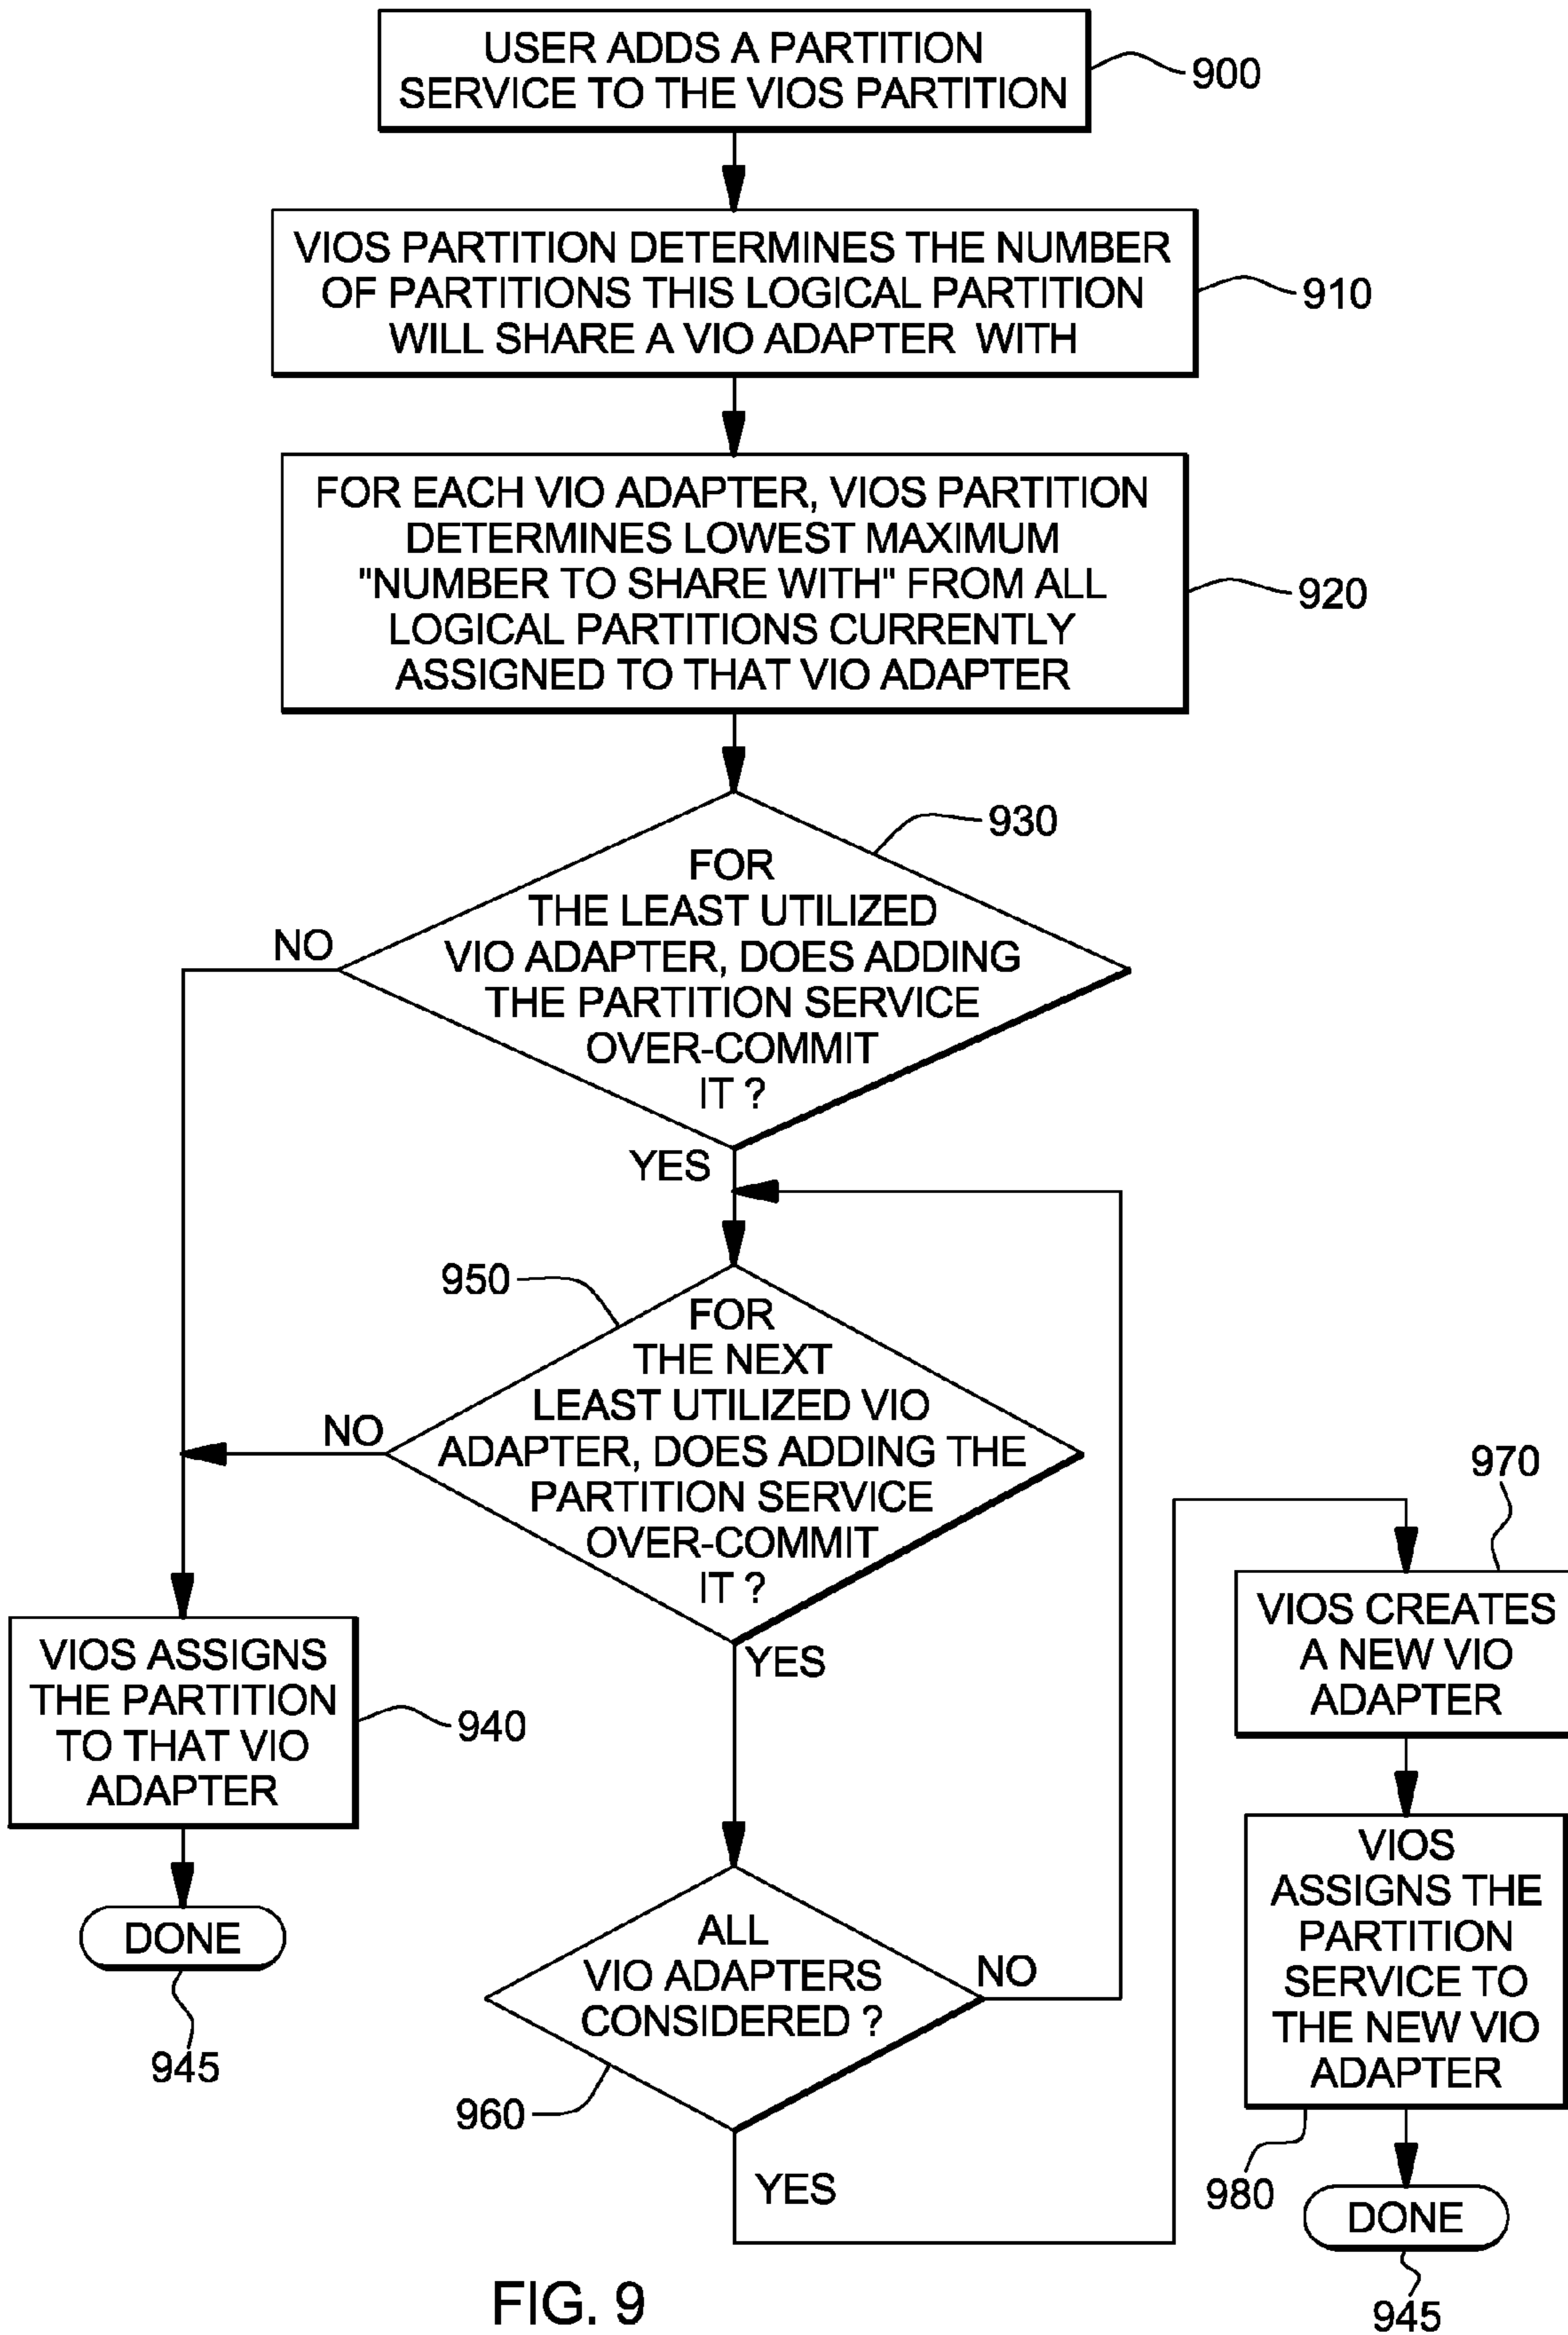 USER ADDS A PARTITION
SERVICE TO THE VIOS PARTITION
900
VIOS PARTITION DETERMINES THE NUMBER
OF PARTITIONS THIS LOGICAL PARTITION
WILL SHARE A VIO ADAPTER WITH
910
FOR EACH VIO ADAPTER, VIOS PARTITION
DETERMINES LOWEST MAXIMUM
"NUMBER TO SHARE WITH" FROM ALL
LOGICAL PARTITIONS CURRENTLY
ASSIGNED TO THAT VIO ADAPTER
920
930
FOR
THE LEAST UTILIZED
VIO ADAPTER, DOES ADDING
THE PARTITION SERVICE
OVER-COMMIT
IT ?
NO
YES
950
FOR
THE NEXT
LEAST UTILIZED VIO
ADAPTER, DOES ADDING THE
PARTITION SERVICE
OVER-COMMIT
IT ?
NO
YES
VIOS ASSIGNS
THE PARTITION
TO THAT VIO
ADAPTER
940
DONE
945
ALL
VIO ADAPTERS
CONSIDERED ?
NO
960
YES
970
VIOS CREATES
A NEW VIO
ADAPTER
VIOS
ASSIGNS THE
PARTITION
SERVICE TO
THE NEW VIO
ADAPTER
980
DONE
945
FIG. 9